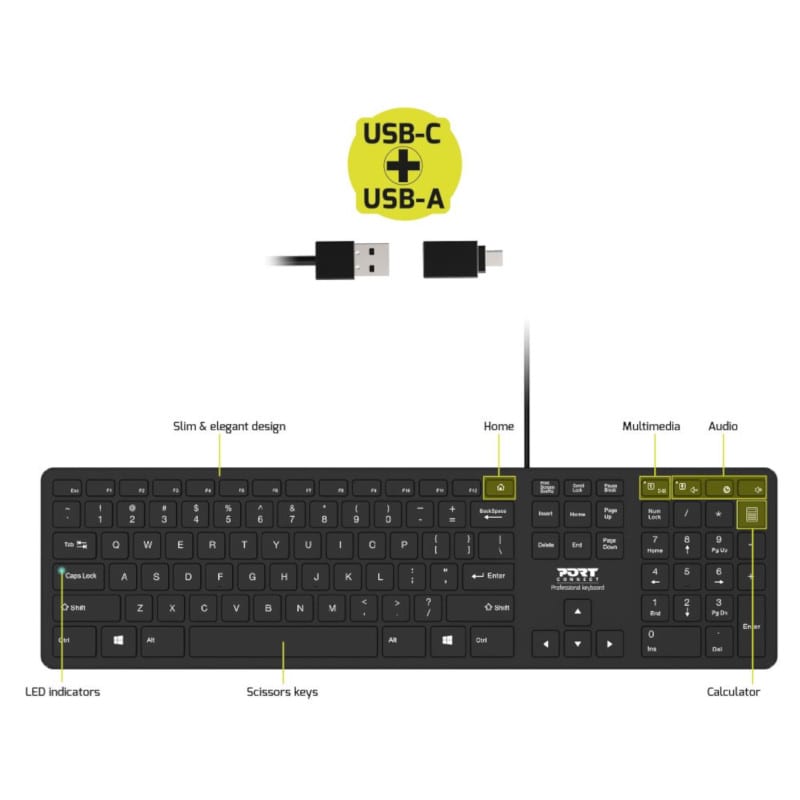 USB-C
USB-A
Slim & elegant design
Home
Multimedia
Audio
Esc F1 F2 F3 F4 F5 F6 F7 F8 F9 F10 F11 F12
Print Screen SysRq
Scroll Lock
Pause Break
~ ` ! 1 @ 2 # 3 $ 4 % 5 ^ 6 & 7 * 8 ( 9 ) 0 + =
BackSpace
Insert Home Page Up
Num Lock / *
Tab Q W E R T Y U I O P { [ } ]
Delete End Page Down
7 Home 8 9 Pg Up -
Caps Lock A S D F G H J K L : ; " ' Enter
PORT
CONNECT
Professional keyboard
4 5 6 +
Shift Z X C V B N M < , > . ? / Shift
1 End 2 3 Pg Dn
Enter
Ctrl Alt Alt Ctrl
0 Ins . Del
LED indicators
Scissors keys
Calculator